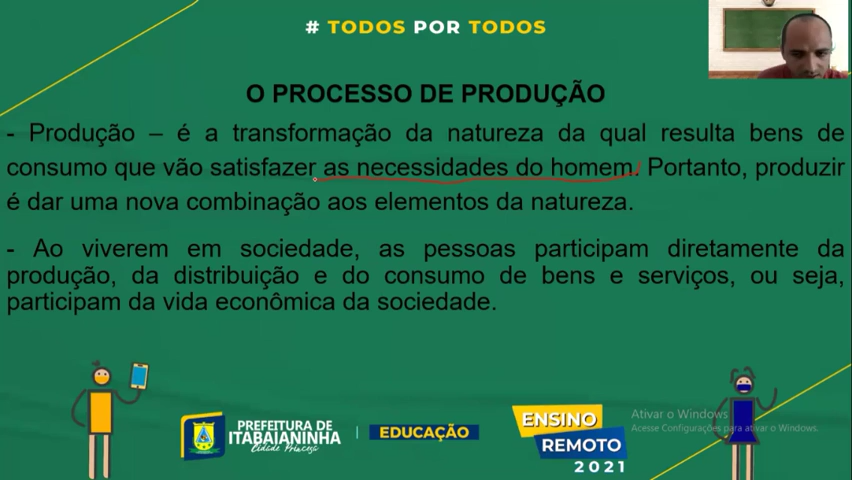 # TODOS POR TODOS
O PROCESSO DE PRODUÇÃO
- Produção – é a transformação da natureza da qual resulta bens de
consumo que vão satisfazer as necessidades do homem. Portanto, produzir
é dar uma nova combinação aos elementos da natureza.
- Ao viverem em sociedade, as pessoas participam diretamente da
produção, da distribuição e do consumo de bens e serviços, ou seja,
participam da vida econômica da sociedade.
PREFEITURA DE
ITABAIANINHA
Cidade Princesa
EDUCAÇÃO
ENSINO
REMOTO
2021
Ativar o Windows
Acesse Configurações para ativar o Windows.